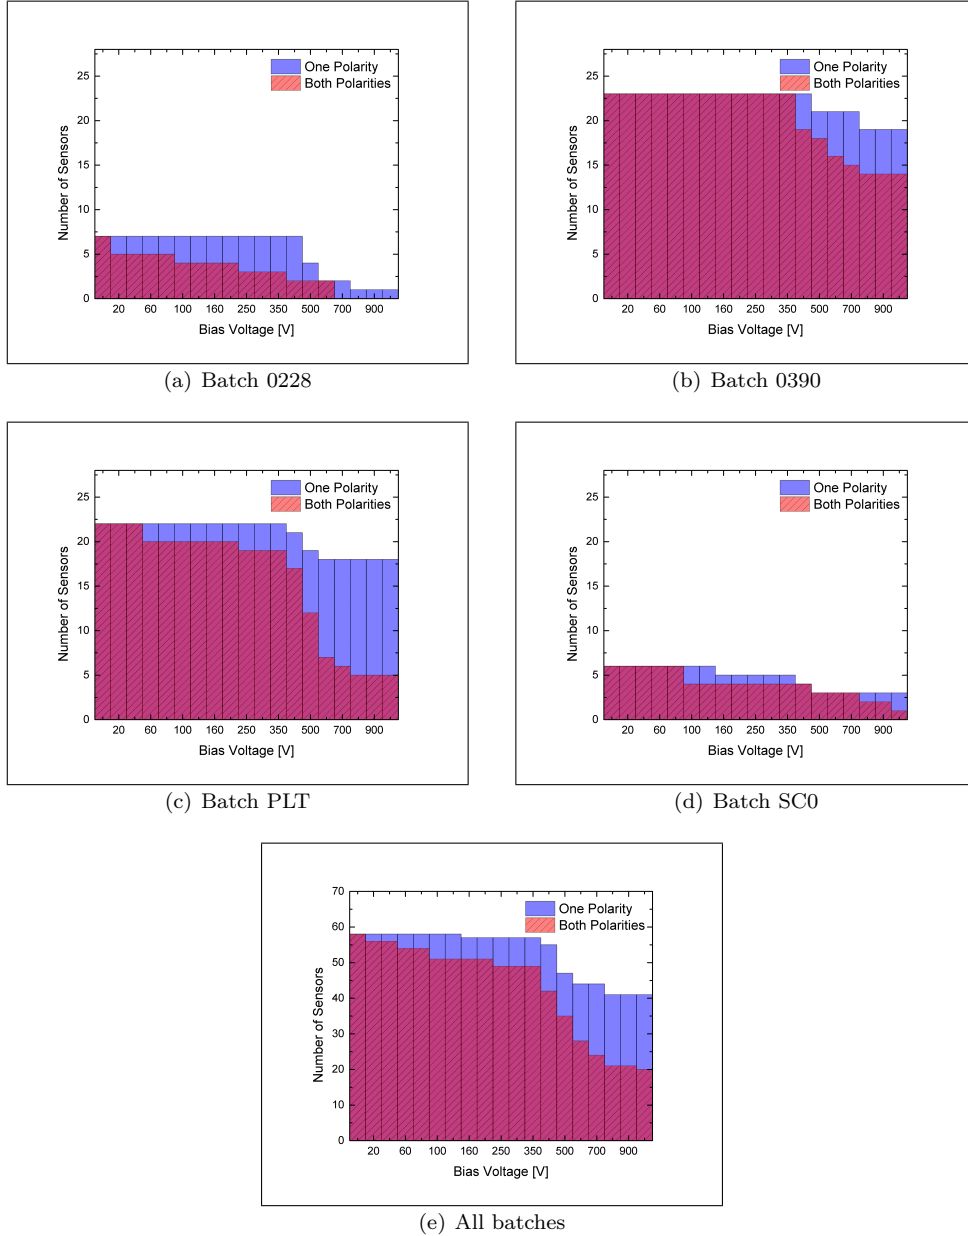 One Polarity
Both Polarities
25
20
15
10
5
0
Number of Sensors
20 60 100 160 250 350 500 700 900
Bias Voltage [V]
(a) Batch 0228
One Polarity
Both Polarities
25
20
15
10
5
0
Number of Sensors
20 60 100 160 250 350 500 700 900
Bias Voltage [V]
(b) Batch 0390
One Polarity
Both Polarities
25
20
15
10
5
0
Number of Sensors
20 60 100 160 250 350 500 700 900
Bias Voltage [V]
(c) Batch PLT
One Polarity
Both Polarities
25
20
15
10
5
0
Number of Sensors
20 60 100 160 250 350 500 700 900
Bias Voltage [V]
(d) Batch SC0
70
One Polarity
Both Polarities
60
50
40
30
20
10
0
Number of Sensors
20 60 100 160 250 350 500 700 900
Bias Voltage [V]
(e) All batches